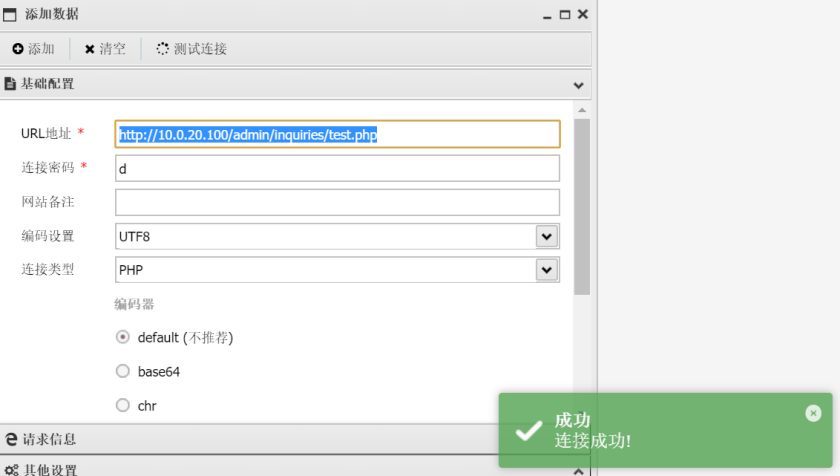 添加数据
添加 清空 测试连接
基础配置
URL地址 * http://10.0.20.100/admin/inquiries/test.php
连接密码 * d
网站备注
编码设置 UTF8
连接类型 PHP
编码器
default (不推荐)
base64
chr
成功
连接成功!
请求信息
其他设置